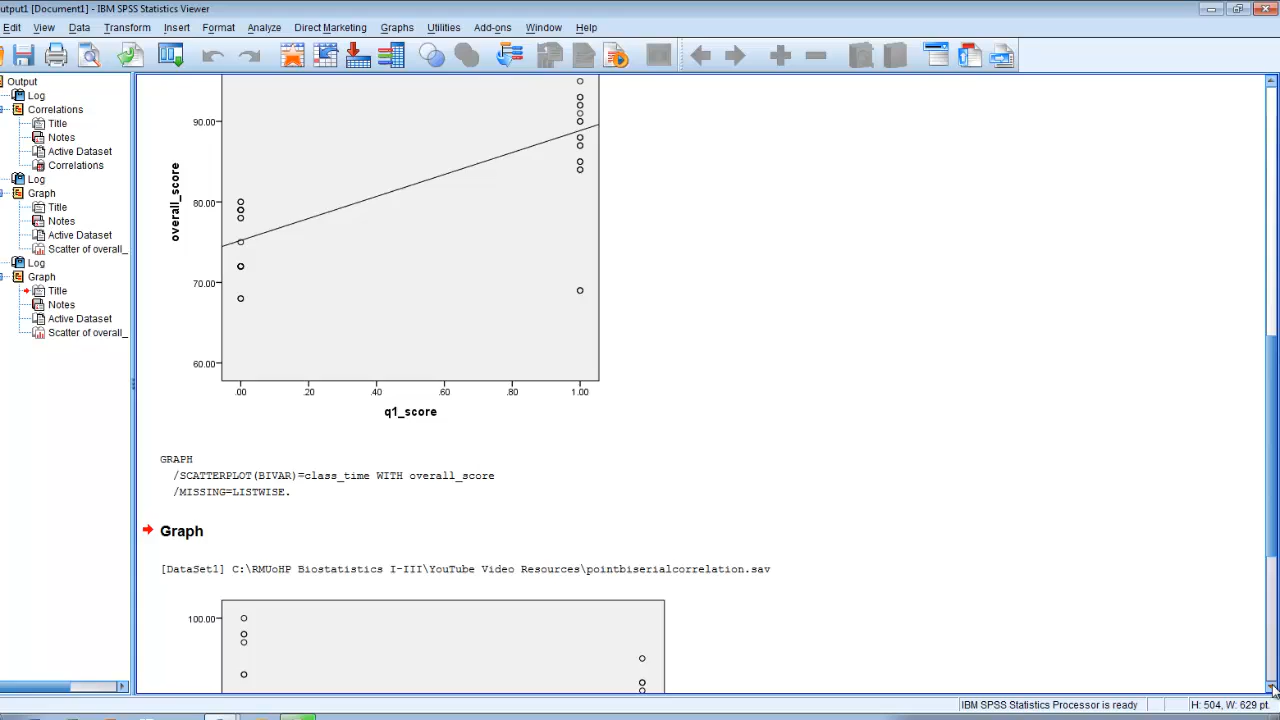 utput1 [Document1] - IBM SPSS Statistics Viewer
Edit View Data Transform Insert Format Analyze Direct Marketing Graphs Utilities Add-ons Window Help
Output
Log
Correlations
Title
Notes
Active Dataset
Correlations
Log
Graph
Title
Notes
Active Dataset
Scatter of overall_
Log
Graph
Title
Notes
Active Dataset
Scatter of overall_
90.00
80.00
70.00
60.00
overall_score
.00 .20 .40 .60 .80 1.00
q1_score
GRAPH
/SCATTERPLOT(BIVAR)=class_time WITH overall_score
/MISSING=LISTWISE.
Graph
[DataSet1] C:\RMUoHP Biostatistics I-III\YouTube Video Resources\pointbiserialcorrelation.sav
100.00
IBM SPSS Statistics Processor is ready
H: 504, W: 629 pt.